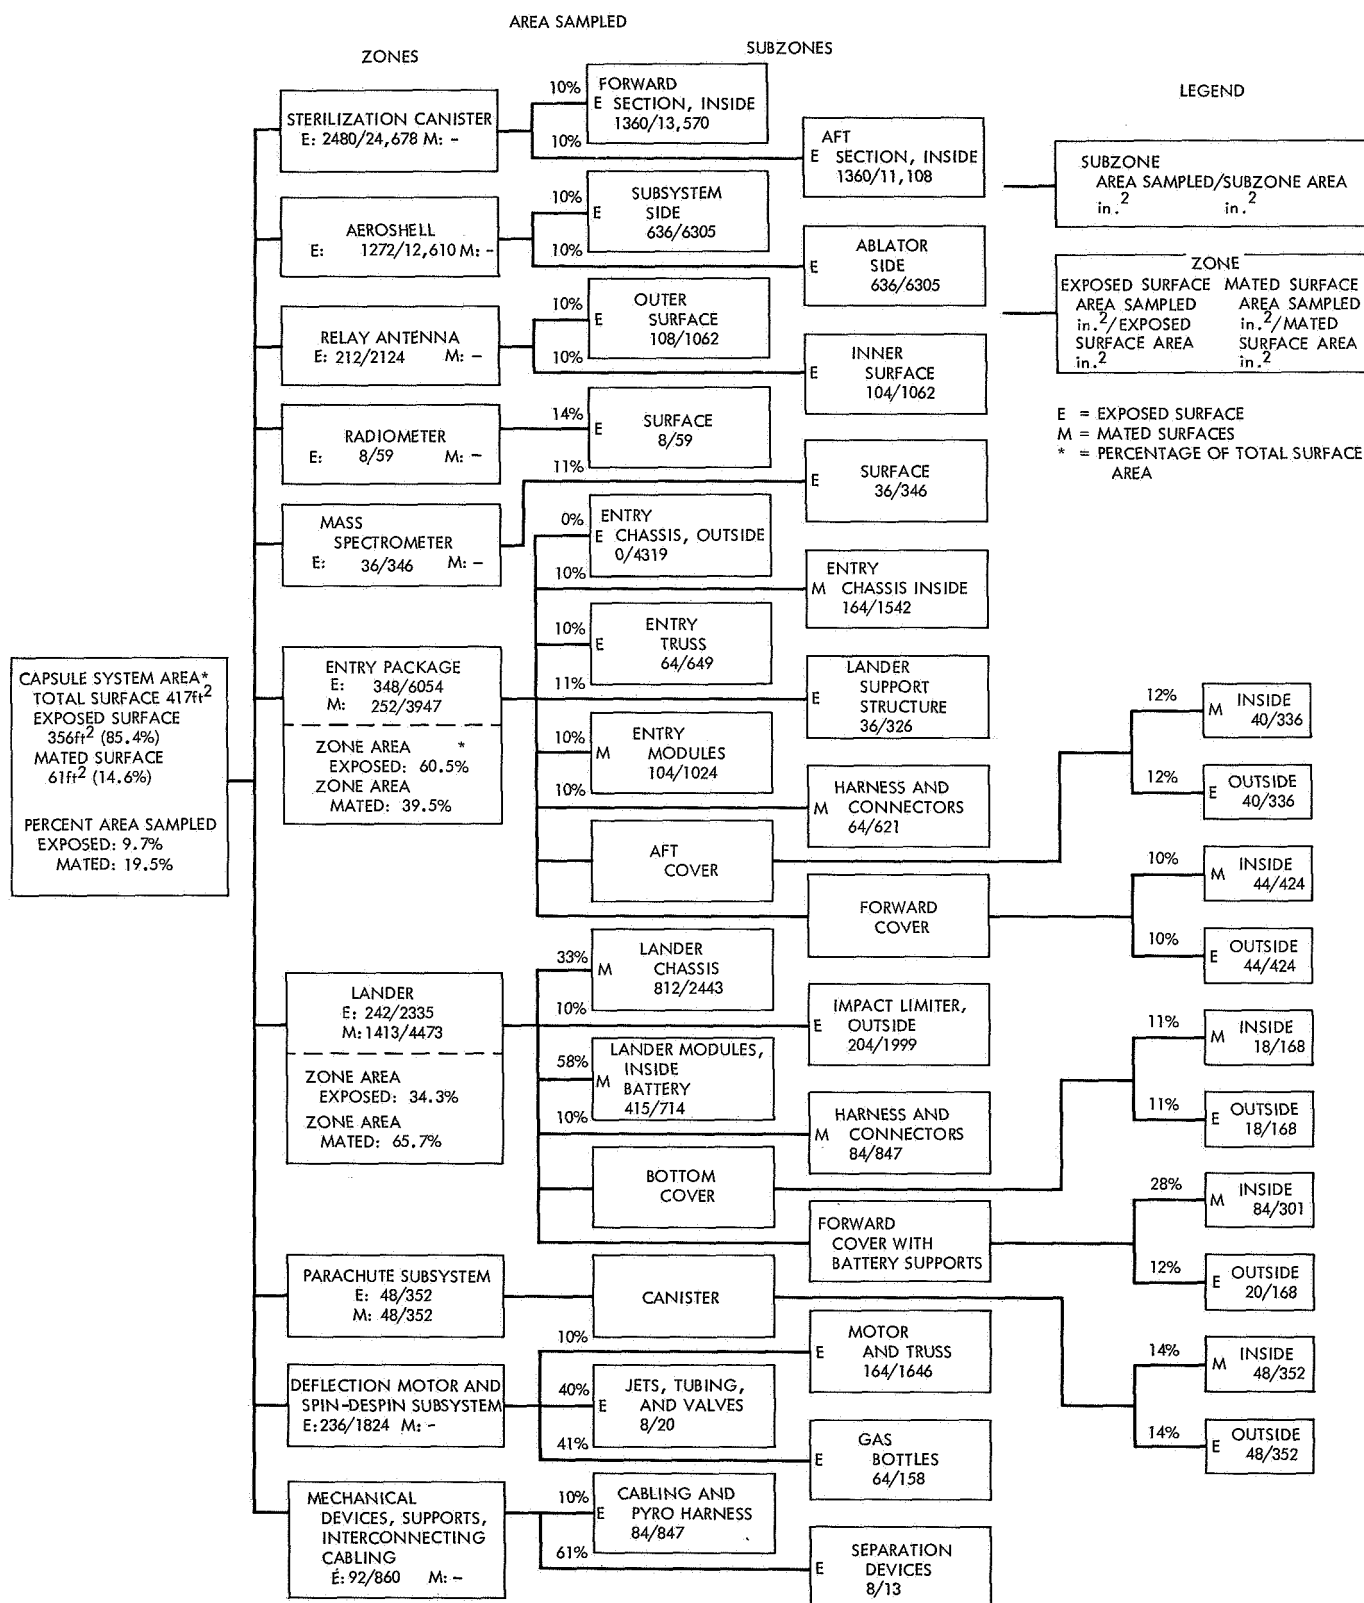 AREA SAMPLED
ZONES
SUBZONES
LEGEND
STERILIZATION CANISTER
E: 2480/24,678 M: -
10%
FORWARD
E SECTION, INSIDE
1360/13,570
10%
AFT
E SECTION, INSIDE
1360/11,108
AEROSHELL
E: 1272/12,610 M: -
10%
SUBSYSTEM
E SIDE
636/6305
10%
ABLATOR
E SIDE
636/6305
RELAY ANTENNA
E: 212/2124 M: -
10%
OUTER
E SURFACE
108/1062
10%
INNER
E SURFACE
104/1062
RADIOMETER
E: 8/59 M: -
14%
E SURFACE
8/59
MASS
SPECTROMETER
E: 36/346 M: -
11%
E SURFACE
36/346
CAPSULE SYSTEM AREA*
TOTAL SURFACE 417ft2
EXPOSED SURFACE
356ft2 (85.4%)
MATED SURFACE
61ft2 (14.6%)
PERCENT AREA SAMPLED
EXPOSED: 9.7%
MATED: 19.5%
ENTRY PACKAGE
E: 348/6054
M: 252/3947
ZONE AREA *
EXPOSED: 60.5%
ZONE AREA
MATED: 39.5%
0%
ENTRY
E CHASSIS, OUTSIDE
0/4319
10%
ENTRY
M CHASSIS INSIDE
164/1542
10%
ENTRY
E TRUSS
64/649
11%
LANDER
E SUPPORT
STRUCTURE
36/326
10%
ENTRY
M MODULES
104/1024
10%
HARNESS AND
M CONNECTORS
64/621
AFT
COVER
12%
M INSIDE
40/336
12%
E OUTSIDE
40/336
FORWARD
COVER
10%
M INSIDE
44/424
10%
E OUTSIDE
44/424
LANDER
E: 242/2335
M: 1413/4473
ZONE AREA
EXPOSED: 34.3%
ZONE AREA
MATED: 65.7%
33%
LANDER
M CHASSIS
812/2443
10%
IMPACT LIMITER,
E OUTSIDE
204/1999
58%
LANDER MODULES,
INSIDE
M BATTERY
415/714
10%
HARNESS AND
M CONNECTORS
84/847
BOTTOM
COVER
11%
M INSIDE
18/168
11%
E OUTSIDE
18/168
FORWARD
COVER WITH
BATTERY SUPPORTS
28%
M INSIDE
84/301
12%
E OUTSIDE
20/168
PARACHUTE SUBSYSTEM
E: 48/352
M: 48/352
CANISTER
14%
M INSIDE
48/352
14%
E OUTSIDE
48/352
DEFLECTION MOTOR AND
SPIN-DESPIN SUBSYSTEM
E: 236/1824 M: -
10%
MOTOR
E AND TRUSS
164/1646
40%
JETS, TUBING,
E AND VALVES
8/20
41%
GAS
E BOTTLES
64/158
MECHANICAL
DEVICES, SUPPORTS,
INTERCONNECTING
CABLING
E: 92/860 M: -
10%
CABLING AND
E PYRO HARNESS
84/847
61%
SEPARATION
E DEVICES
8/13
SUBZONE
AREA SAMPLED/SUBZONE AREA
in.2 in.2
ZONE
EXPOSED SURFACE MATED SURFACE
AREA SAMPLED AREA SAMPLED
in.2/EXPOSED in.2/MATED
SURFACE AREA SURFACE AREA
in.2 in.2
E = EXPOSED SURFACE
M = MATED SURFACES
* = PERCENTAGE OF TOTAL SURFACE
AREA